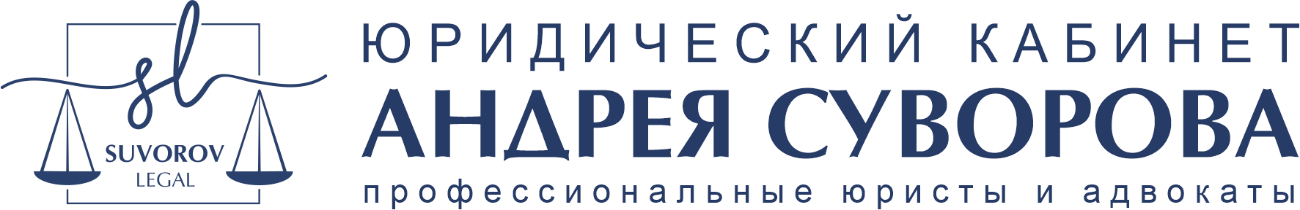 sl
SUVOROV
LEGAL
ЮРИДИЧЕСКИЙ КАБИНЕТ
АНДРЕЯ СУВОРОВА
профессиональные юристы и адвокаты